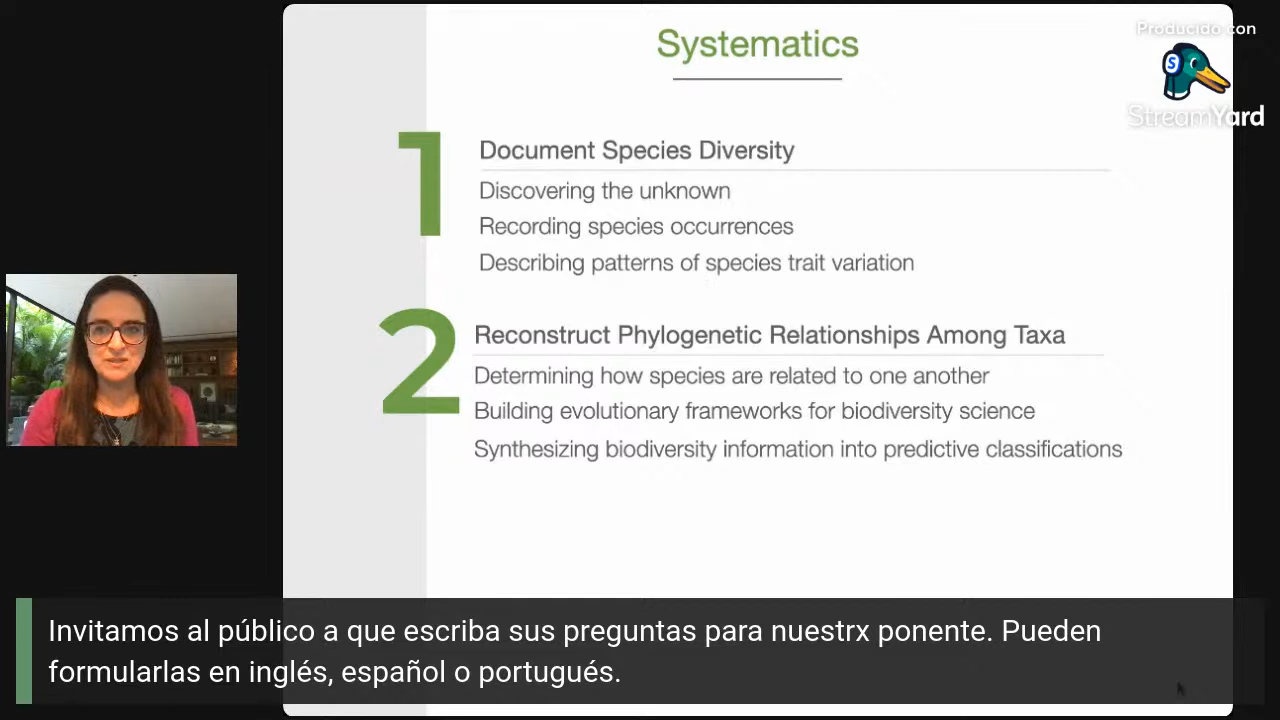 Producido con
StreamYard
Systematics
1
Document Species Diversity
Discovering the unknown
Recording species occurrences
Describing patterns of species trait variation
2
Reconstruct Phylogenetic Relationships Among Taxa
Determining how species are related to one another
Building evolutionary frameworks for biodiversity science
Synthesizing biodiversity information into predictive classifications
Invitamos al público a que escriba sus preguntas para nuestrx ponente. Pueden
formularlas en inglés, español o portugués.